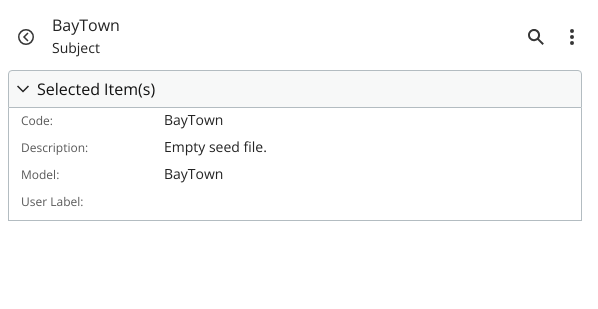 BayTown
Subject
Selected Item(s)
Code: BayTown
Description: Empty seed file.
Model: BayTown
User Label: